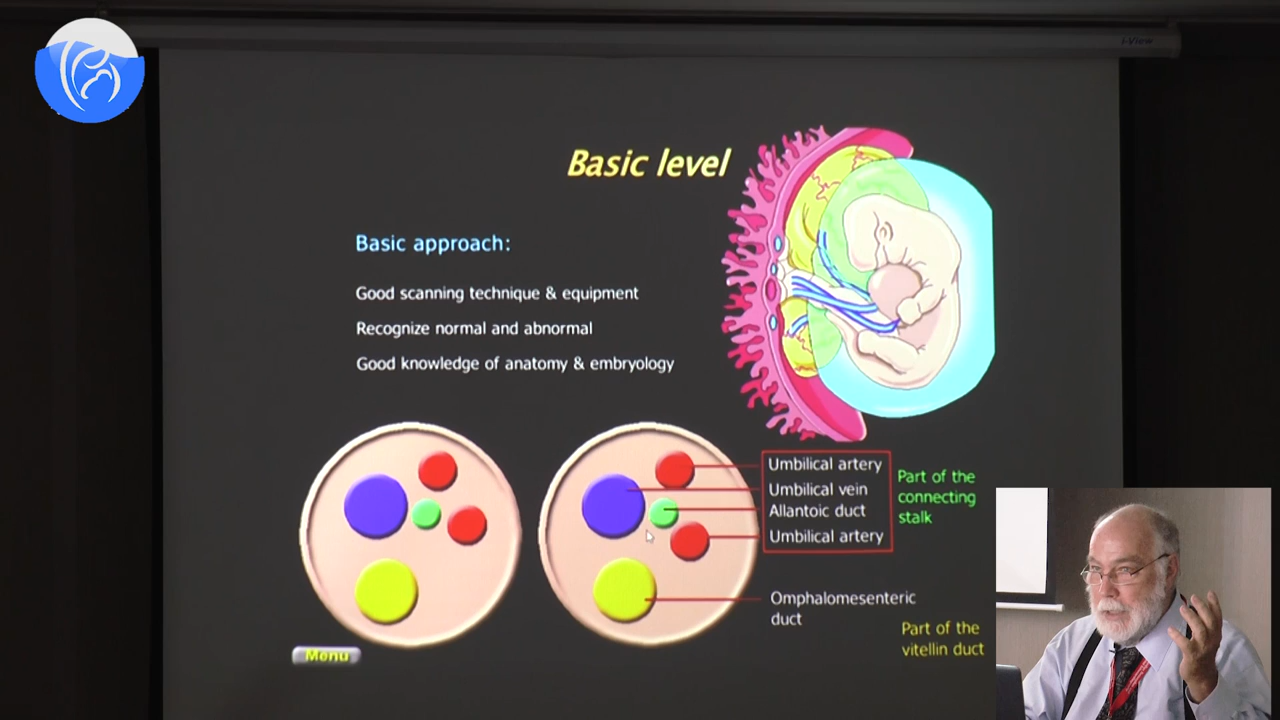 i-View
Basic level
Basic approach:
Good scanning technique & equipment
Recognize normal and abnormal
Good knowledge of anatomy & embryology
Umbilical artery
Umbilical vein
Allantoic duct
Umbilical artery
Part of the
connecting
stalk
Omphalomesenteric
duct
Part of the
vitellin duct
Menu